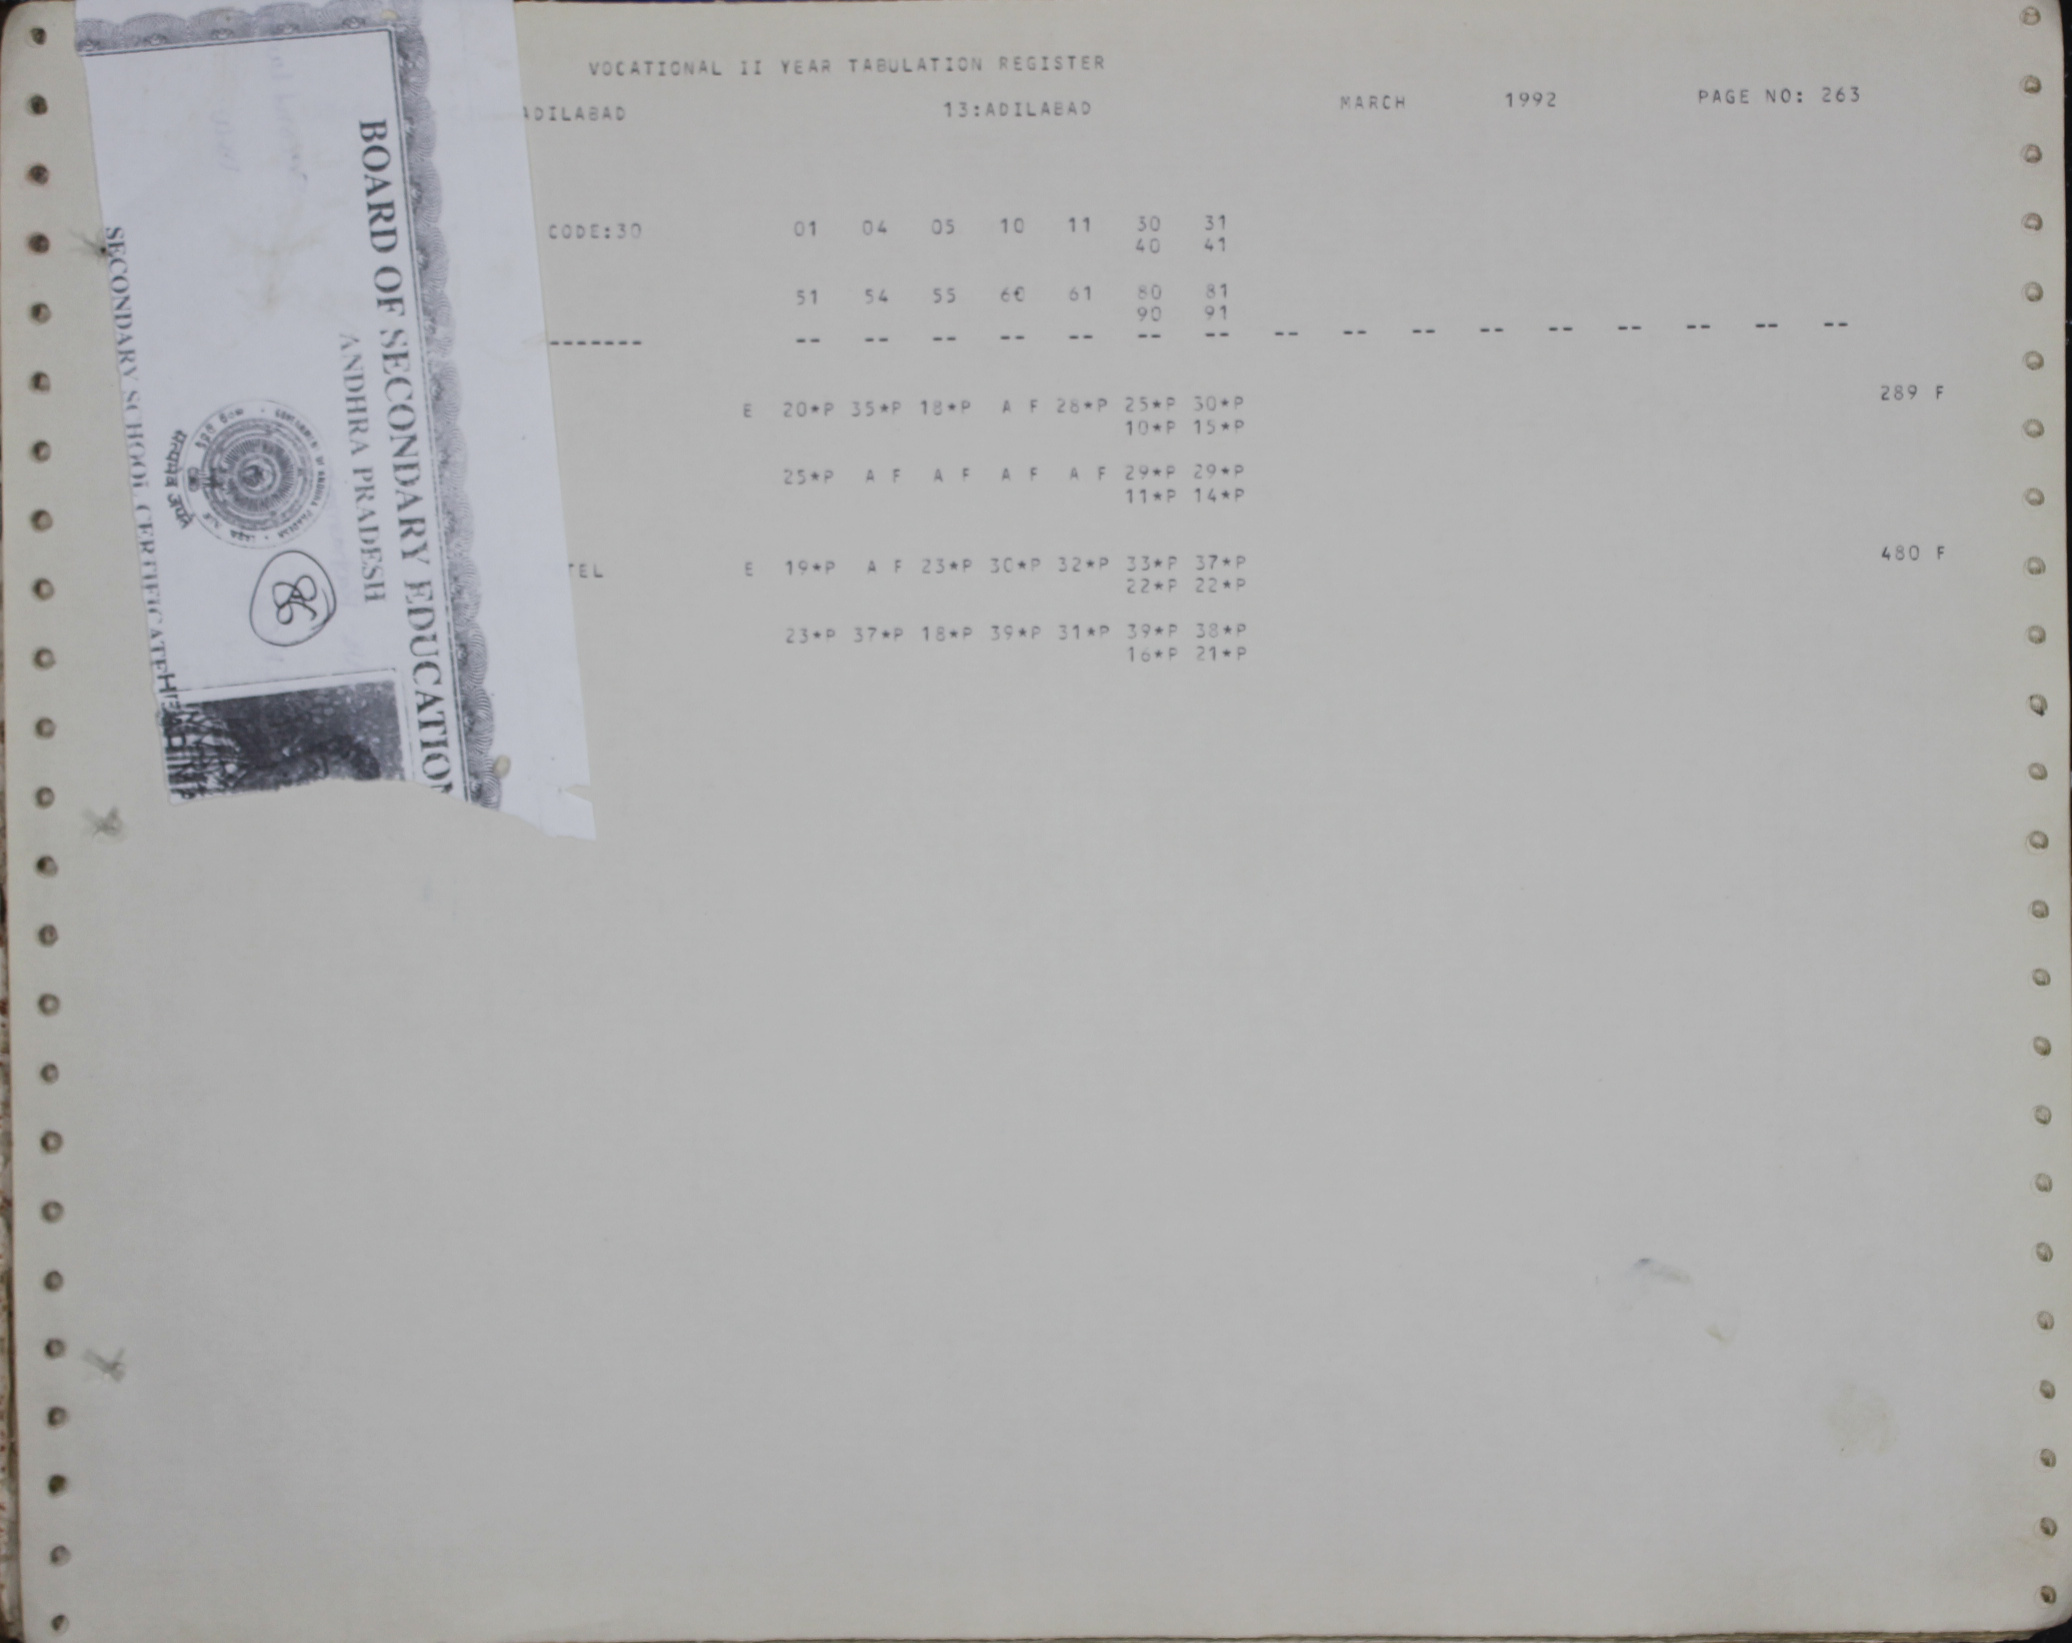 VOCATIONAL II YEAR TABULATION REGISTER
ADILABAD 13:ADILABAD MARCH 1992 PAGE NO: 263
CODE:30 01 04 05 10 11 30 31
40 41
51 54 55 60 61 80 81
90 91
------- -- -- -- -- -- -- -- -- -- -- -- -- -- -- -- --
E 20*P 35*P 18*P A F 28*P 25*P 30*P 289 F
10*P 15*P
25*P A F A F A F A F 29*P 29*P
11*P 14*P
TEL E 19*P A F 23*P 30*P 32*P 33*P 37*P 480 F
22*P 22*P
23*P 37*P 18*P 39*P 31*P 39*P 38*P
16*P 21*P
BOARD OF SECONDARY EDUCATION
ANDHRA PRADESH
86
SECONDARY SCHOOL CERTIFICATE